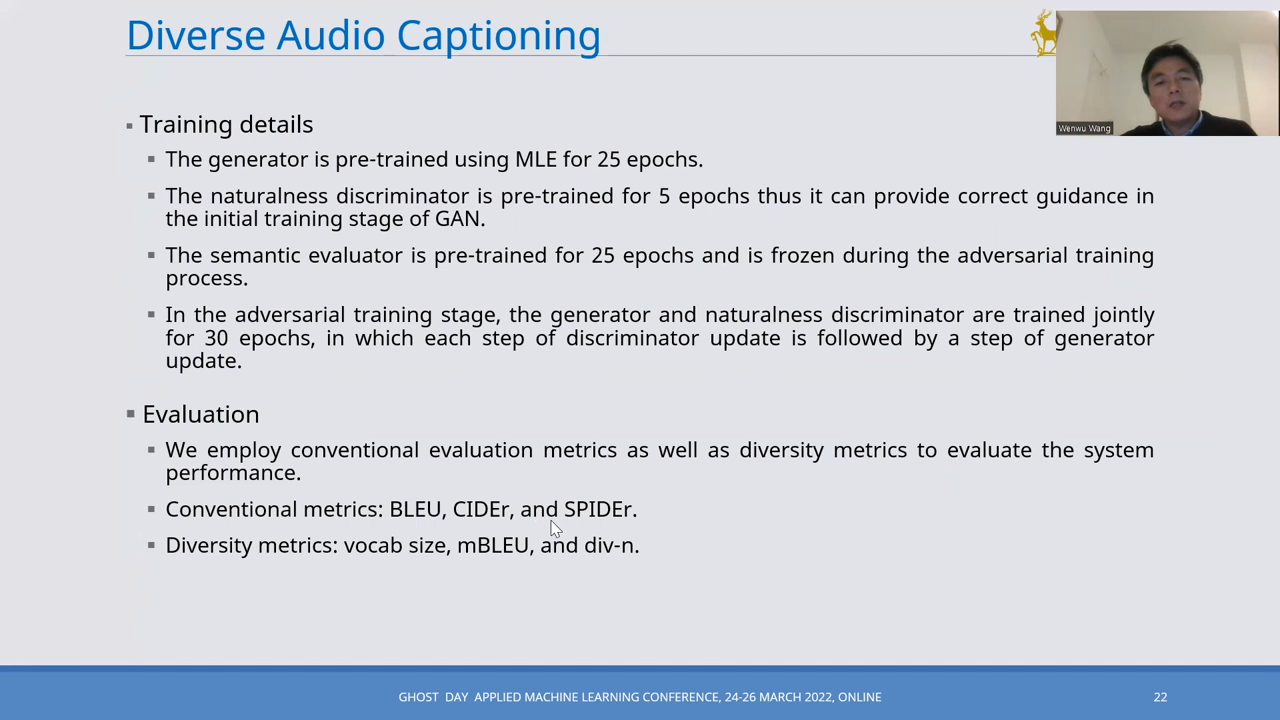 Diverse Audio Captioning
Wenwu Wang
Training details
The generator is pre-trained using MLE for 25 epochs.
The naturalness discriminator is pre-trained for 5 epochs thus it can provide correct guidance in
the initial training stage of GAN.
The semantic evaluator is pre-trained for 25 epochs and is frozen during the adversarial training
process.
In the adversarial training stage, the generator and naturalness discriminator are trained jointly
for 30 epochs, in which each step of discriminator update is followed by a step of generator
update.
Evaluation
We employ conventional evaluation metrics as well as diversity metrics to evaluate the system
performance.
Conventional metrics: BLEU, CIDEr, and SPIDEr.
Diversity metrics: vocab size, mBLEU, and div-n.
GHOST DAY APPLIED MACHINE LEARNING CONFERENCE, 24-26 MARCH 2022, ONLINE
22